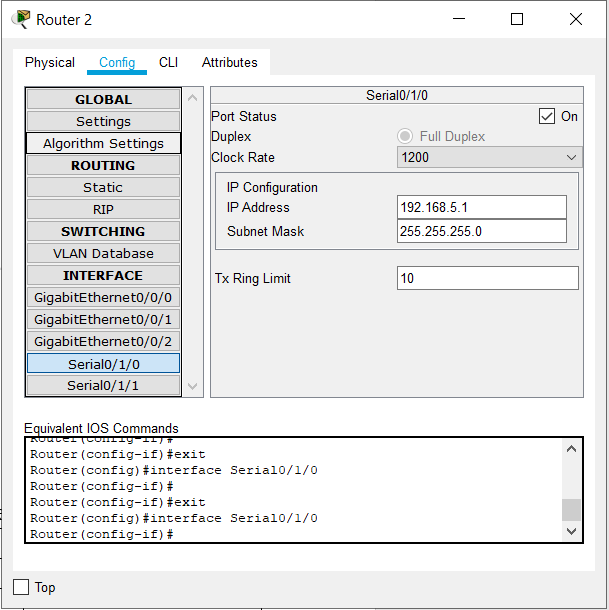 Router 2
Physical Config CLI Attributes
GLOBAL
Settings
Algorithm Settings
ROUTING
Static
RIP
SWITCHING
VLAN Database
INTERFACE
GigabitEthernet0/0/0
GigabitEthernet0/0/1
GigabitEthernet0/0/2
Serial0/1/0
Serial0/1/1
Serial0/1/0
Port Status On
Duplex Full Duplex
Clock Rate 1200
IP Configuration
IP Address 192.168.5.1
Subnet Mask 255.255.255.0
Tx Ring Limit 10
Equivalent IOS Commands
Router(config-if)#
Router(config-if)#exit
Router(config)#interface Serial0/1/0
Router(config-if)#
Router(config-if)#exit
Router(config)#interface Serial0/1/0
Router(config-if)#
Top